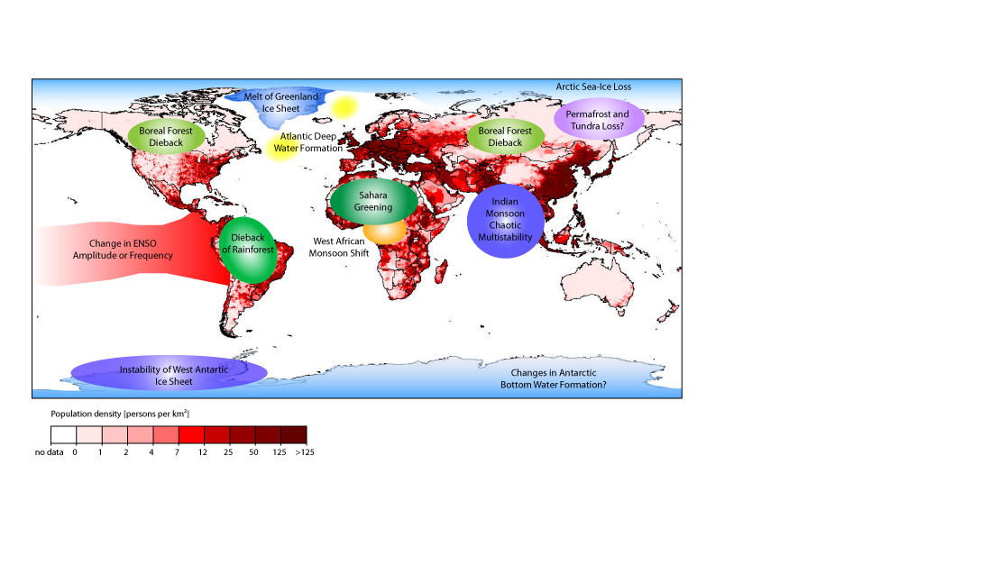 Arctic Sea-Ice Loss
Melt of Greenland
Ice Sheet
Permafrost and
Tundra Loss?
Boreal Forest
Dieback
Atlantic Deep
Water Formation
Boreal Forest
Dieback
Sahara
Greening
Indian
Monsoon
Chaotic
Multistability
Change in ENSO
Amplitude or Frequency
Dieback
of Rainforest
West African
Monsoon Shift
Instability of West Antartic
Ice Sheet
Changes in Antarctic
Bottom Water Formation?
Population density [persons per km²]
no data 0 1 2 4 7 12 25 50 125 >125